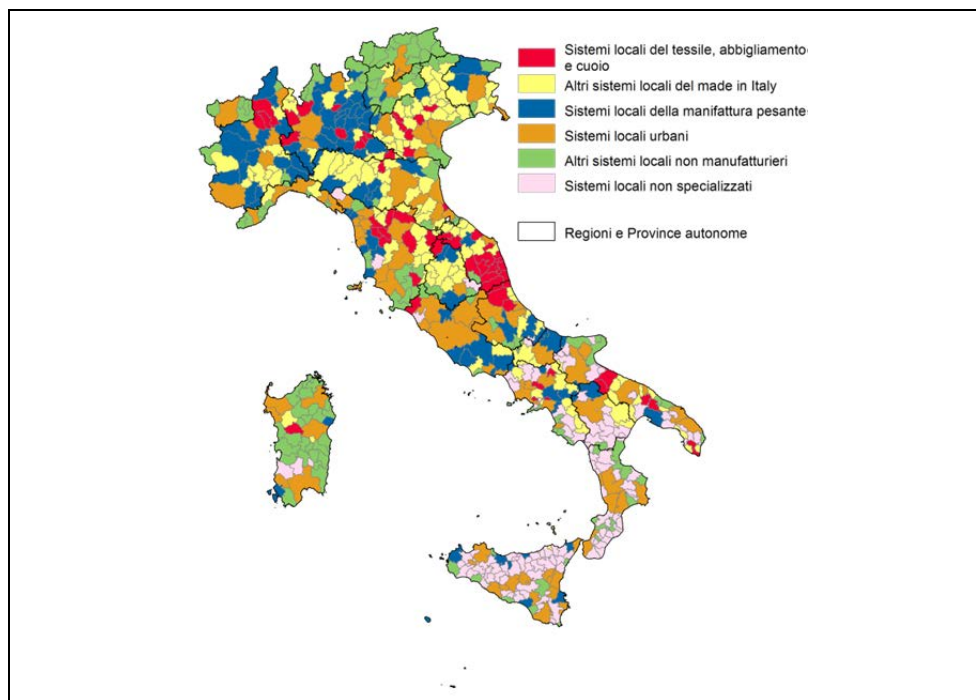 Sistemi locali del tessile, abbigliamento
e cuoio
Altri sistemi locali del made in Italy
Sistemi locali della manifattura pesante
Sistemi locali urbani
Altri sistemi locali non manufatturieri
Sistemi locali non specializzati
Regioni e Province autonome